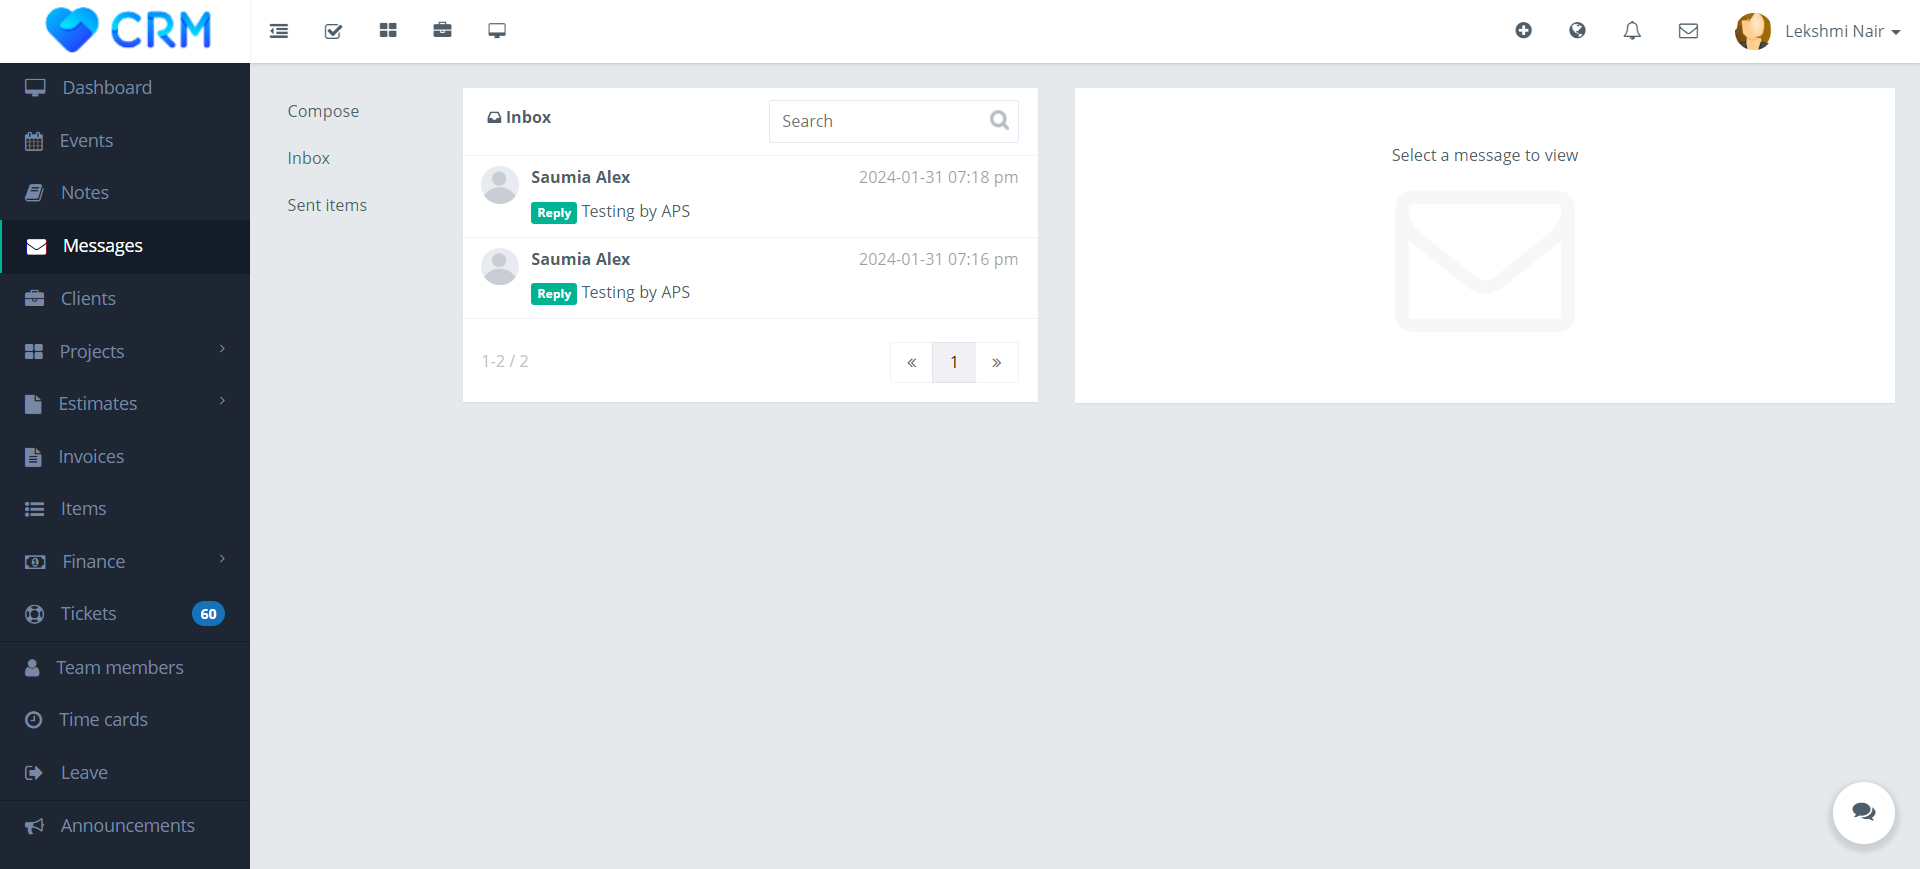 CRM
Lekshmi Nair
Dashboard
Events
Notes
Messages
Clients
Projects
Estimates
Invoices
Items
Finance
Tickets 60
Team members
Time cards
Leave
Announcements
Compose
Inbox
Sent items
Inbox
Search
Saumia Alex 2024-01-31 07:18 pm
Reply Testing by APS
Saumia Alex 2024-01-31 07:16 pm
Reply Testing by APS
1-2 / 2
« 1 »
Select a message to view